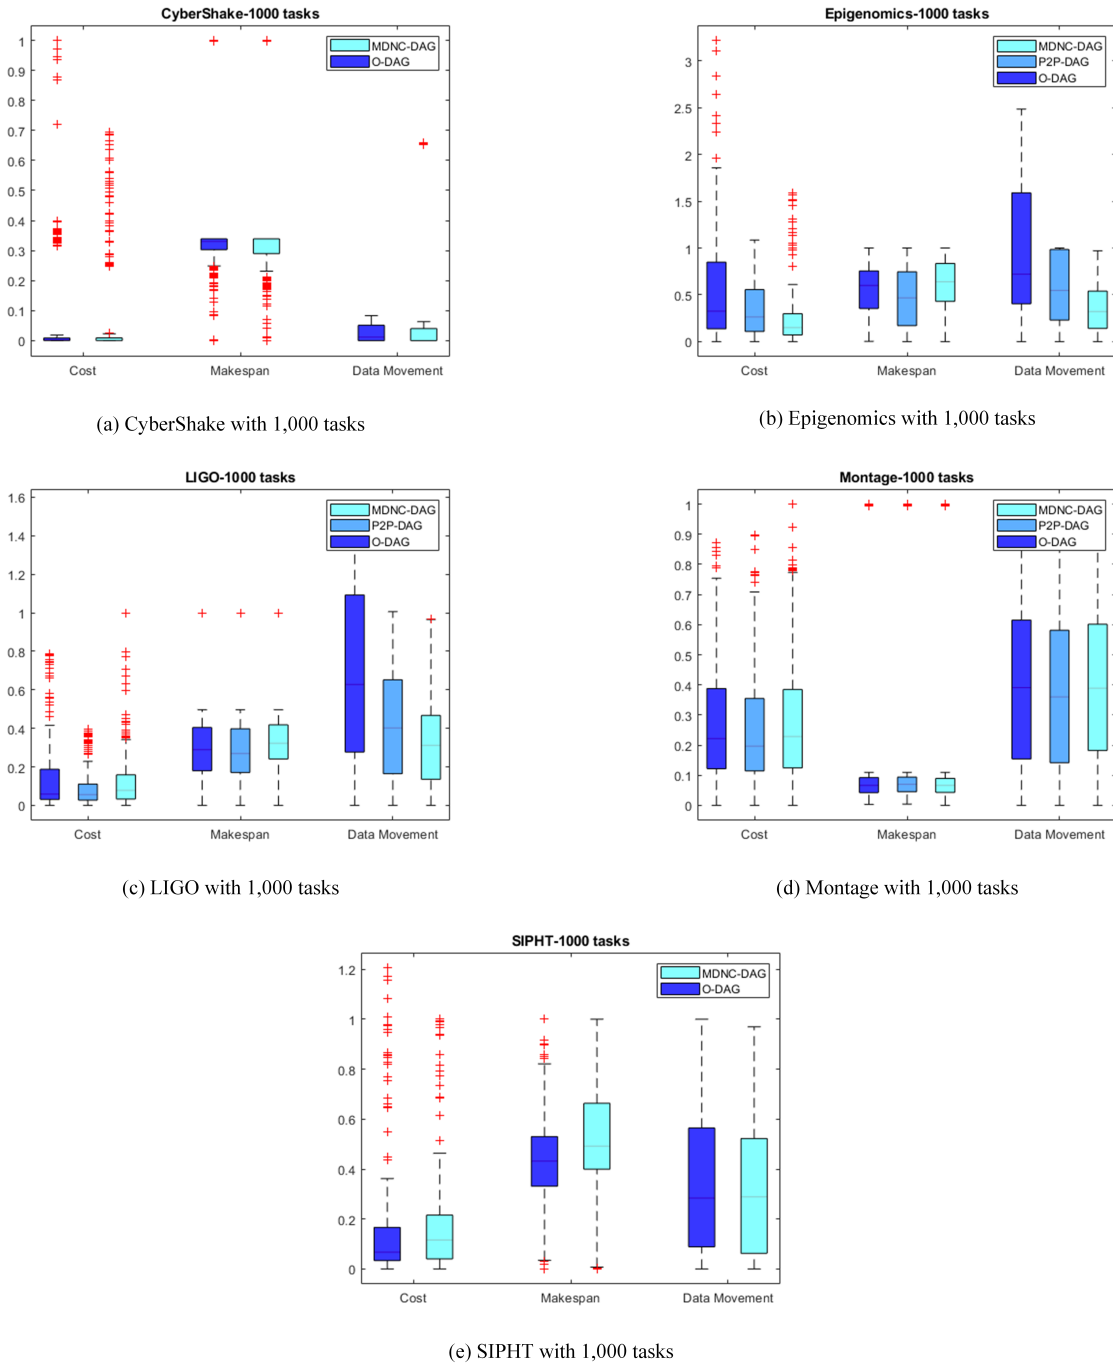 CyberShake-1000 tasks
1
0.9
0.8
0.7
0.6
0.5
0.4
0.3
0.2
0.1
0
MDNC-DAG
O-DAG
Cost Makespan Data Movement
(a) CyberShake with 1,000 tasks
Epigenomics-1000 tasks
3
2.5
2
1.5
1
0.5
0
MDNC-DAG
P2P-DAG
O-DAG
Cost Makespan Data Movement
(b) Epigenomics with 1,000 tasks
LIGO-1000 tasks
1.6
1.4
1.2
1
0.8
0.6
0.4
0.2
0
MDNC-DAG
P2P-DAG
O-DAG
Cost Makespan Data Movement
(c) LIGO with 1,000 tasks
Montage-1000 tasks
1
0.9
0.8
0.7
0.6
0.5
0.4
0.3
0.2
0.1
0
MDNC-DAG
P2P-DAG
O-DAG
Cost Makespan Data Movement
(d) Montage with 1,000 tasks
SIPHT-1000 tasks
1.2
1
0.8
0.6
0.4
0.2
0
MDNC-DAG
O-DAG
Cost Makespan Data Movement
(e) SIPHT with 1,000 tasks